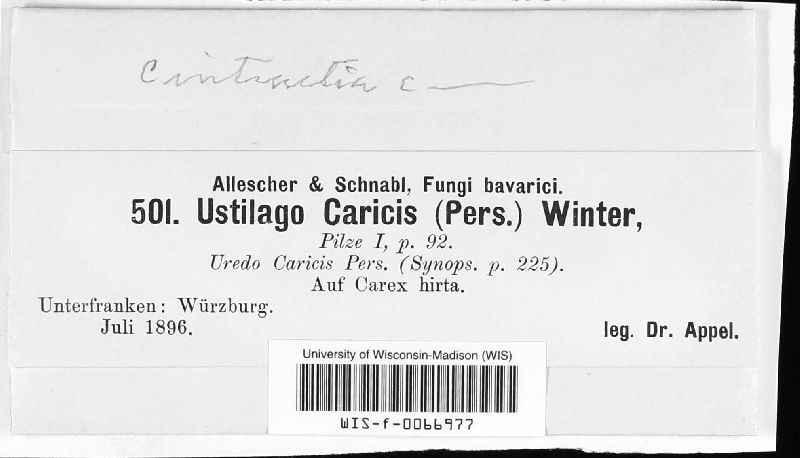 Cintractia c
Allescher & Schnabl, Fungi bavarici.
501. Ustilago Caricis (Pers.) Winter,
Pilze I, p. 92.
Uredo Caricis Pers. (Synops. p. 225).
Auf Carex hirta.
Unterfranken: Würzburg.
Juli 1896.
leg. Dr. Appel.
University of Wisconsin-Madison (WIS)
WIS-f-0066977